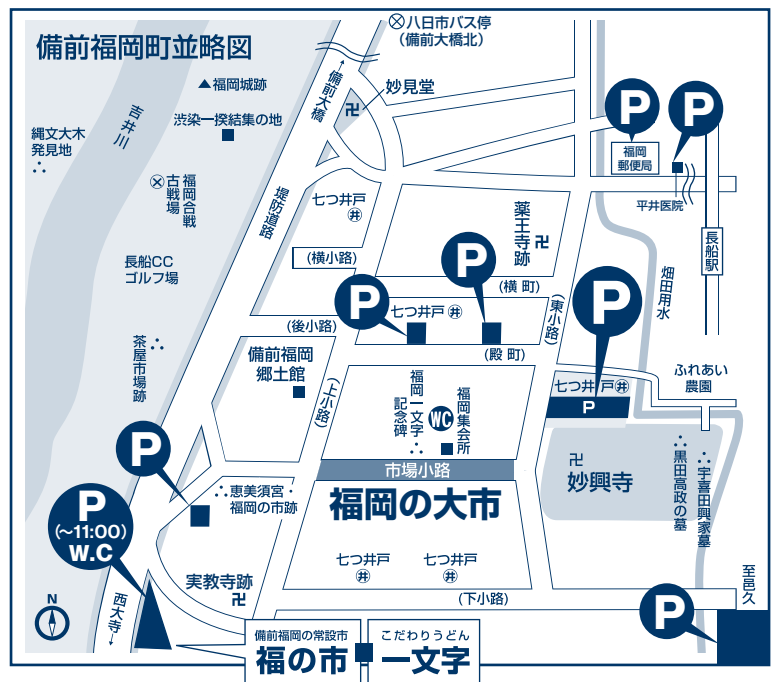 備前福岡町並略図
八日市バス停
(備前大橋北)
←備前大橋
妙見堂
卍
福岡城跡
吉井川
渋染一揆結集の地
縄文大木
発見地
福岡合戦
古戦場
長船CC
ゴルフ場
茶屋市場跡
堤防道路
七つ井戸
井
(横小路)
薬王寺跡
卍
P
P
福岡
郵便局
平井医院
長船駅
畑田用水
(横町)
P
P
七つ井戸
井
(東小路)
P
(後小路)
(殿町)
備前福岡
郷土館
(上小路)
福岡一文字
記念碑
WC
福岡集会所
七つ井戸
井
P
ふれあい
農園
市場小路
福岡の大市
卍
妙興寺
黒田高政の墓
宇喜田興家墓
P
恵美須宮・
福岡の市跡
P
(〜11:00)
W.C
実教寺跡
卍
七つ井戸
井
七つ井戸
井
(下小路)
至邑久
P
N
西大寺→
備前福岡の常設市
福の市
こだわりうどん
一文字